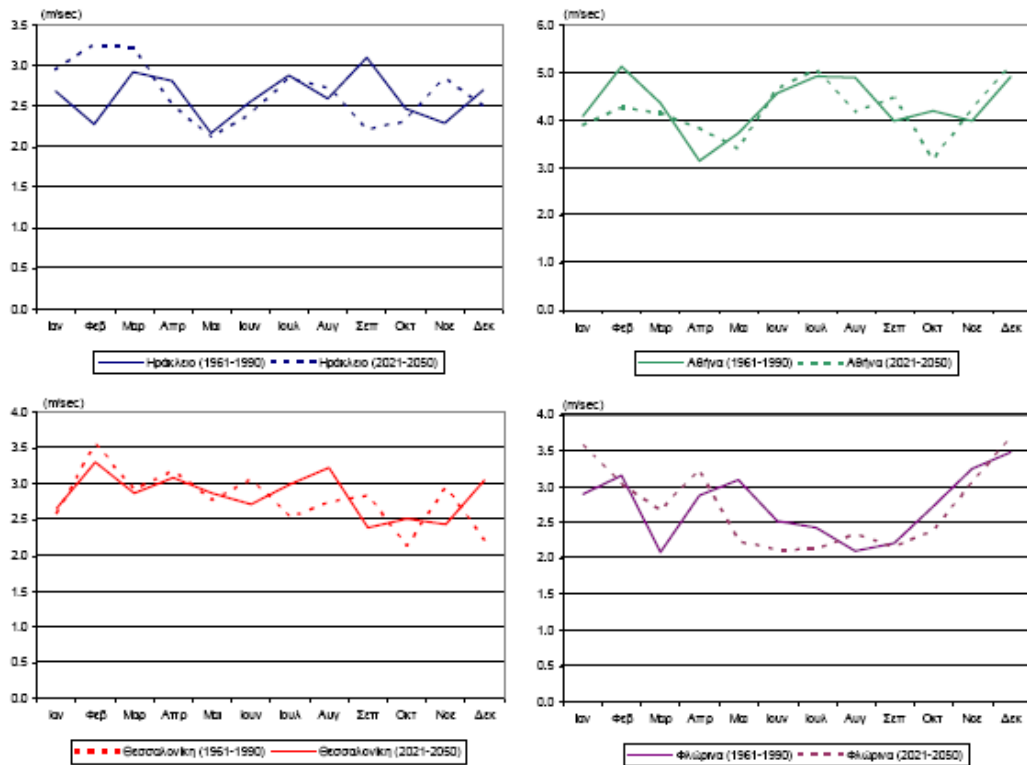 (m/sec)
3.5
3.0
2.5
2.0
1.5
1.0
0.5
0.0
Ιαν Φεβ Μαρ Απρ Μαι Ιουν Ιουλ Αυγ Σεπ Οκτ Νοε Δεκ
Ηράκλειο (1961-1990) Ηράκλειο (2021-2050)
(m/sec)
6.0
5.0
4.0
3.0
2.0
1.0
0.0
Ιαν Φεβ Μαρ Απρ Μαι Ιουν Ιουλ Αυγ Σεπ Οκτ Νοε Δεκ
Αθήνα (1961-1990) Αθήνα (2021-2050)
(m/sec)
4.0
3.5
3.0
2.5
2.0
1.5
1.0
0.5
0.0
Ιαν Φεβ Μαρ Απρ Μαι Ιουν Ιουλ Αυγ Σεπ Οκτ Νοε Δεκ
Θεσσαλονίκη (1961-1990) Θεσσαλονίκη (2021-2050)
(m/sec)
4.0
3.5
3.0
2.5
2.0
1.5
1.0
0.5
0.0
Ιαν Φεβ Μαρ Απρ Μαι Ιουν Ιουλ Αυγ Σεπ Οκτ Νοε Δεκ
Φλώρινα (1961-1990) Φλώρινα (2021-2050)